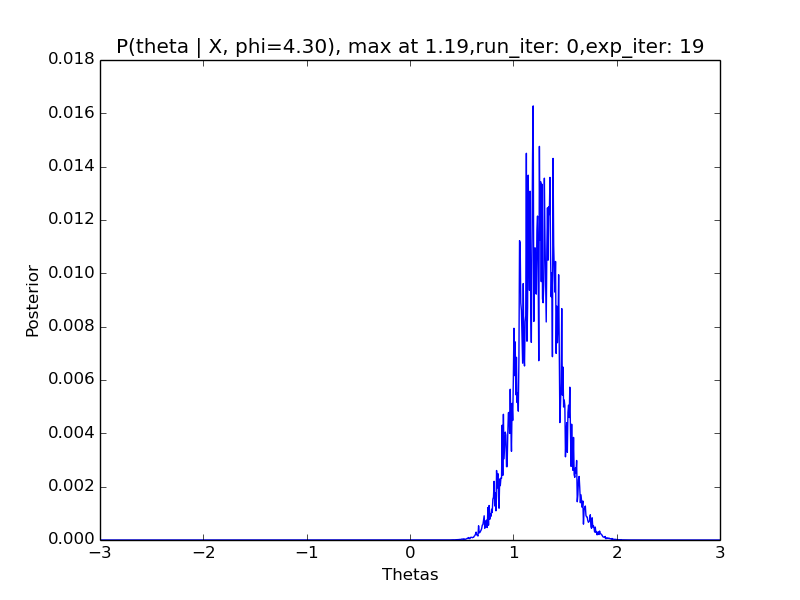 P(theta | X, phi=4.30), max at 1.19,run_iter: 0,exp_iter: 19
0.018
0.016
0.014
0.012
0.010
0.008
0.006
0.004
0.002
0.000
Posterior
−3 −2 −1 0 1 2 3
Thetas